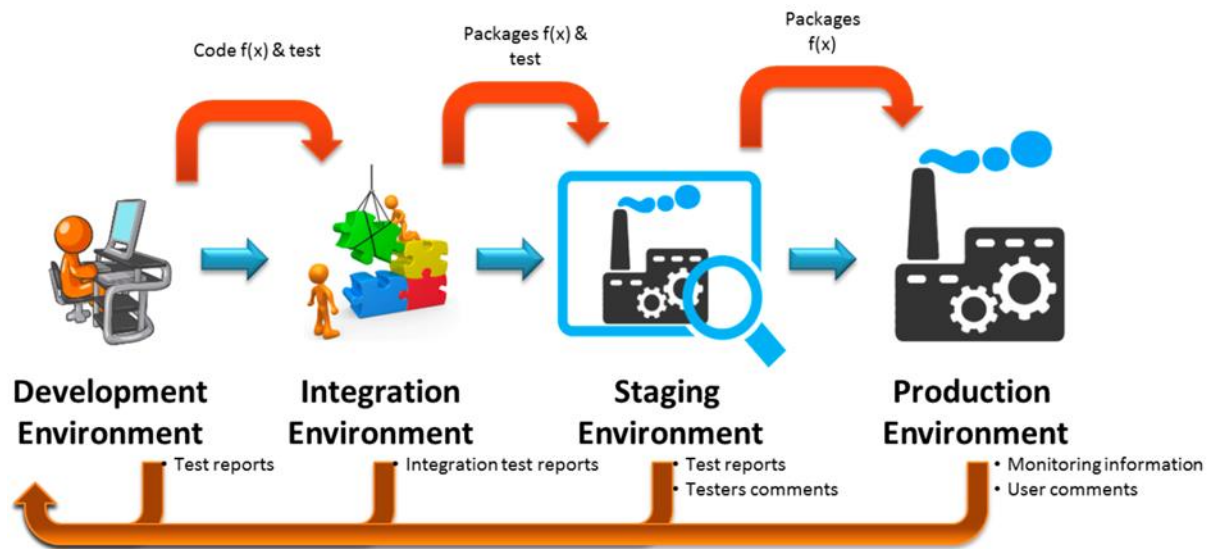 Code f(x) & test
Packages f(x) &
test
Packages
f(x)
Development
Environment
Integration
Environment
Staging
Environment
Production
Environment
• Test reports
• Integration test reports
• Test reports
• Testers comments
• Monitoring information
• User comments